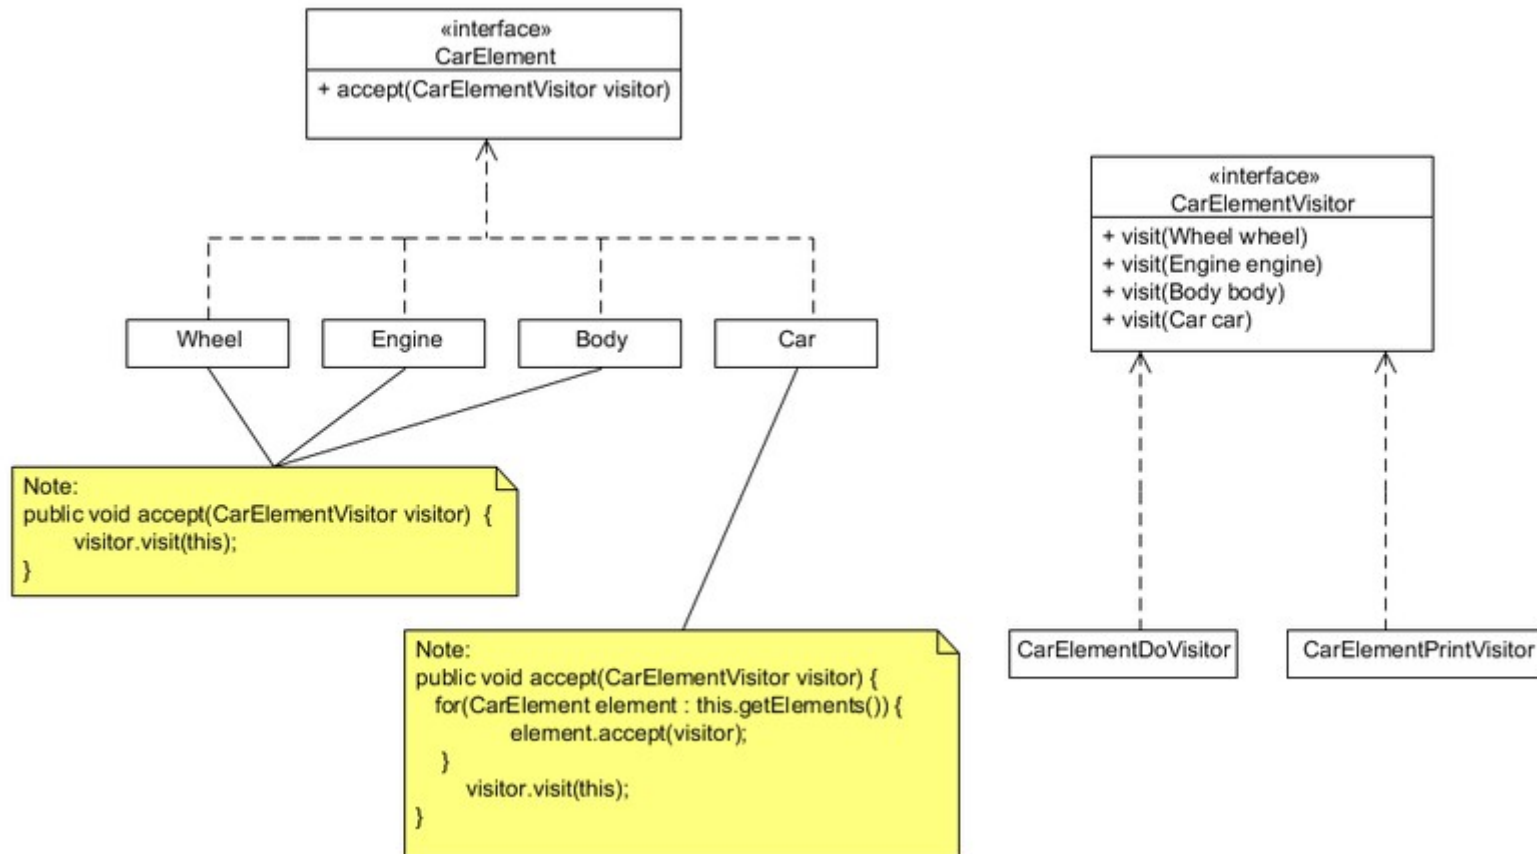 «interface»
CarElement
+ accept(CarElementVisitor visitor)
«interface»
CarElementVisitor
+ visit(Wheel wheel)
+ visit(Engine engine)
+ visit(Body body)
+ visit(Car car)
Wheel
Engine
Body
Car
Note:
public void accept(CarElementVisitor visitor) {
visitor.visit(this);
}
Note:
public void accept(CarElementVisitor visitor) {
for(CarElement element : this.getElements()) {
element.accept(visitor);
}
visitor.visit(this);
}
CarElementDoVisitor
CarElementPrintVisitor